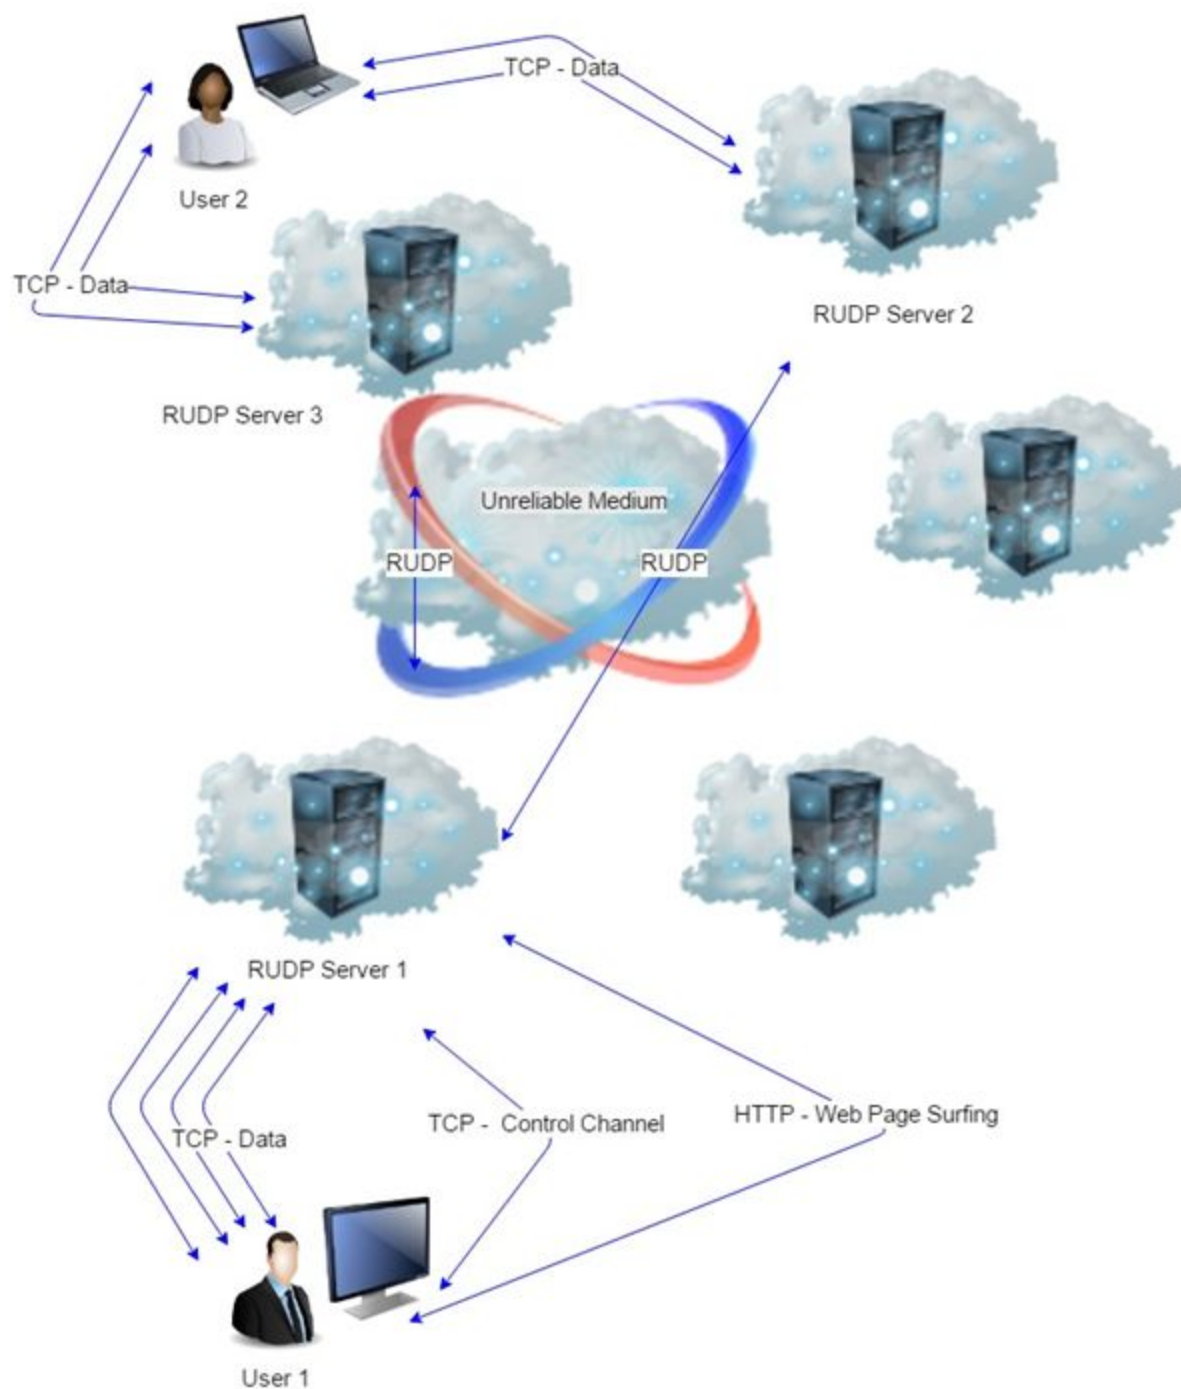 TCP - Data
User 2
TCP - Data
RUDP Server 2
RUDP Server 3
Unreliable Medium
RUDP
RUDP
RUDP Server 1
TCP - Data
TCP -  Control Channel
HTTP - Web Page Surfing
User 1